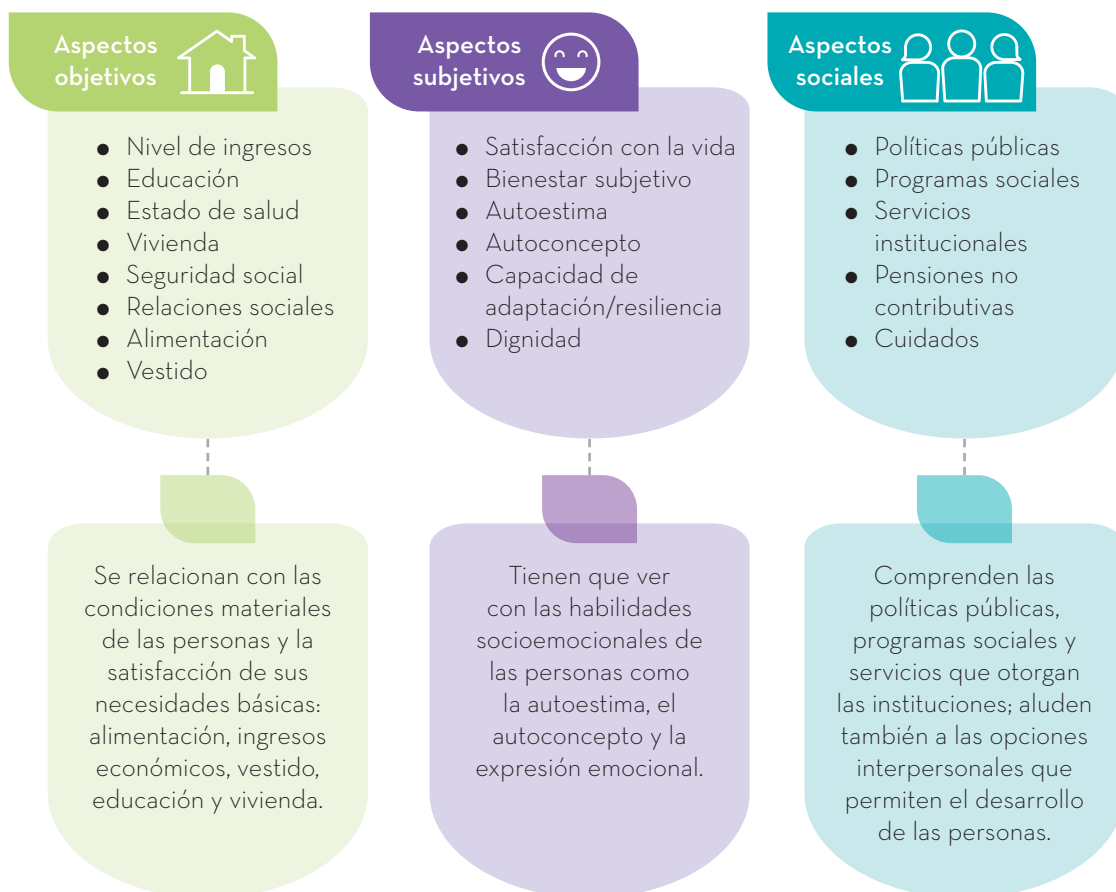 Aspectos
objetivos
● Nivel de ingresos
● Educación
● Estado de salud
● Vivienda
● Seguridad social
● Relaciones sociales
● Alimentación
● Vestido
Se relacionan con las
condiciones materiales
de las personas y la
satisfacción de sus
necesidades básicas:
alimentación, ingresos
económicos, vestido,
educación y vivienda.
Aspectos
subjetivos
● Satisfacción con la vida
● Bienestar subjetivo
● Autoestima
● Autoconcepto
● Capacidad de
adaptación/resiliencia
● Dignidad
Tienen que ver
con las habilidades
socioemocionales de
las personas como
la autoestima, el
autoconcepto y la
expresión emocional.
Aspectos
sociales
● Políticas públicas
● Programas sociales
● Servicios
institucionales
● Pensiones no
contributivas
● Cuidados
Comprenden las
políticas públicas,
programas sociales y
servicios que otorgan
las instituciones; aluden
también a las opciones
interpersonales que
permiten el desarrollo
de las personas.